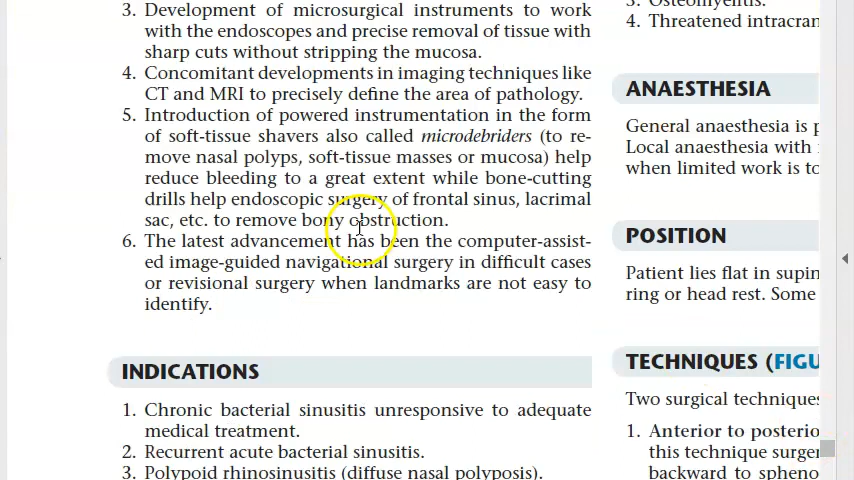 3. Development of microsurgical instruments to work
with the endoscopes and precise removal of tissue with
sharp cuts without stripping the mucosa.
4. Concomitant developments in imaging techniques like
CT and MRI to precisely define the area of pathology.
5. Introduction of powered instrumentation in the form
of soft-tissue shavers also called microdebriders (to re-
move nasal polyps, soft-tissue masses or mucosa) help
reduce bleeding to a great extent while bone-cutting
drills help endoscopic surgery of frontal sinus, lacrimal
sac, etc. to remove bony obstruction.
6. The latest advancement has been the computer-assist-
ed image-guided navigational surgery in difficult cases
or revisional surgery when landmarks are not easy to
identify.
INDICATIONS
1. Chronic bacterial sinusitis unresponsive to adequate
medical treatment.
2. Recurrent acute bacterial sinusitis.
3. Polypoid rhinosinusitis (diffuse nasal polyposis).
3. Osteomyelitis.
4. Threatened intracran
ANAESTHESIA
General anaesthesia is
Local anaesthesia with
when limited work is to
POSITION
Patient lies flat in supin
ring or head rest. Some
TECHNIQUES (FIGU
Two surgical techniques
1. Anterior to posterio
this technique surge
backward to spheno